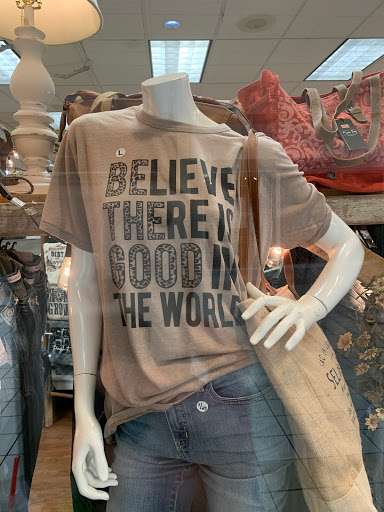 L
BELIEVE
THERE IS
GOOD IN
THE WORLD